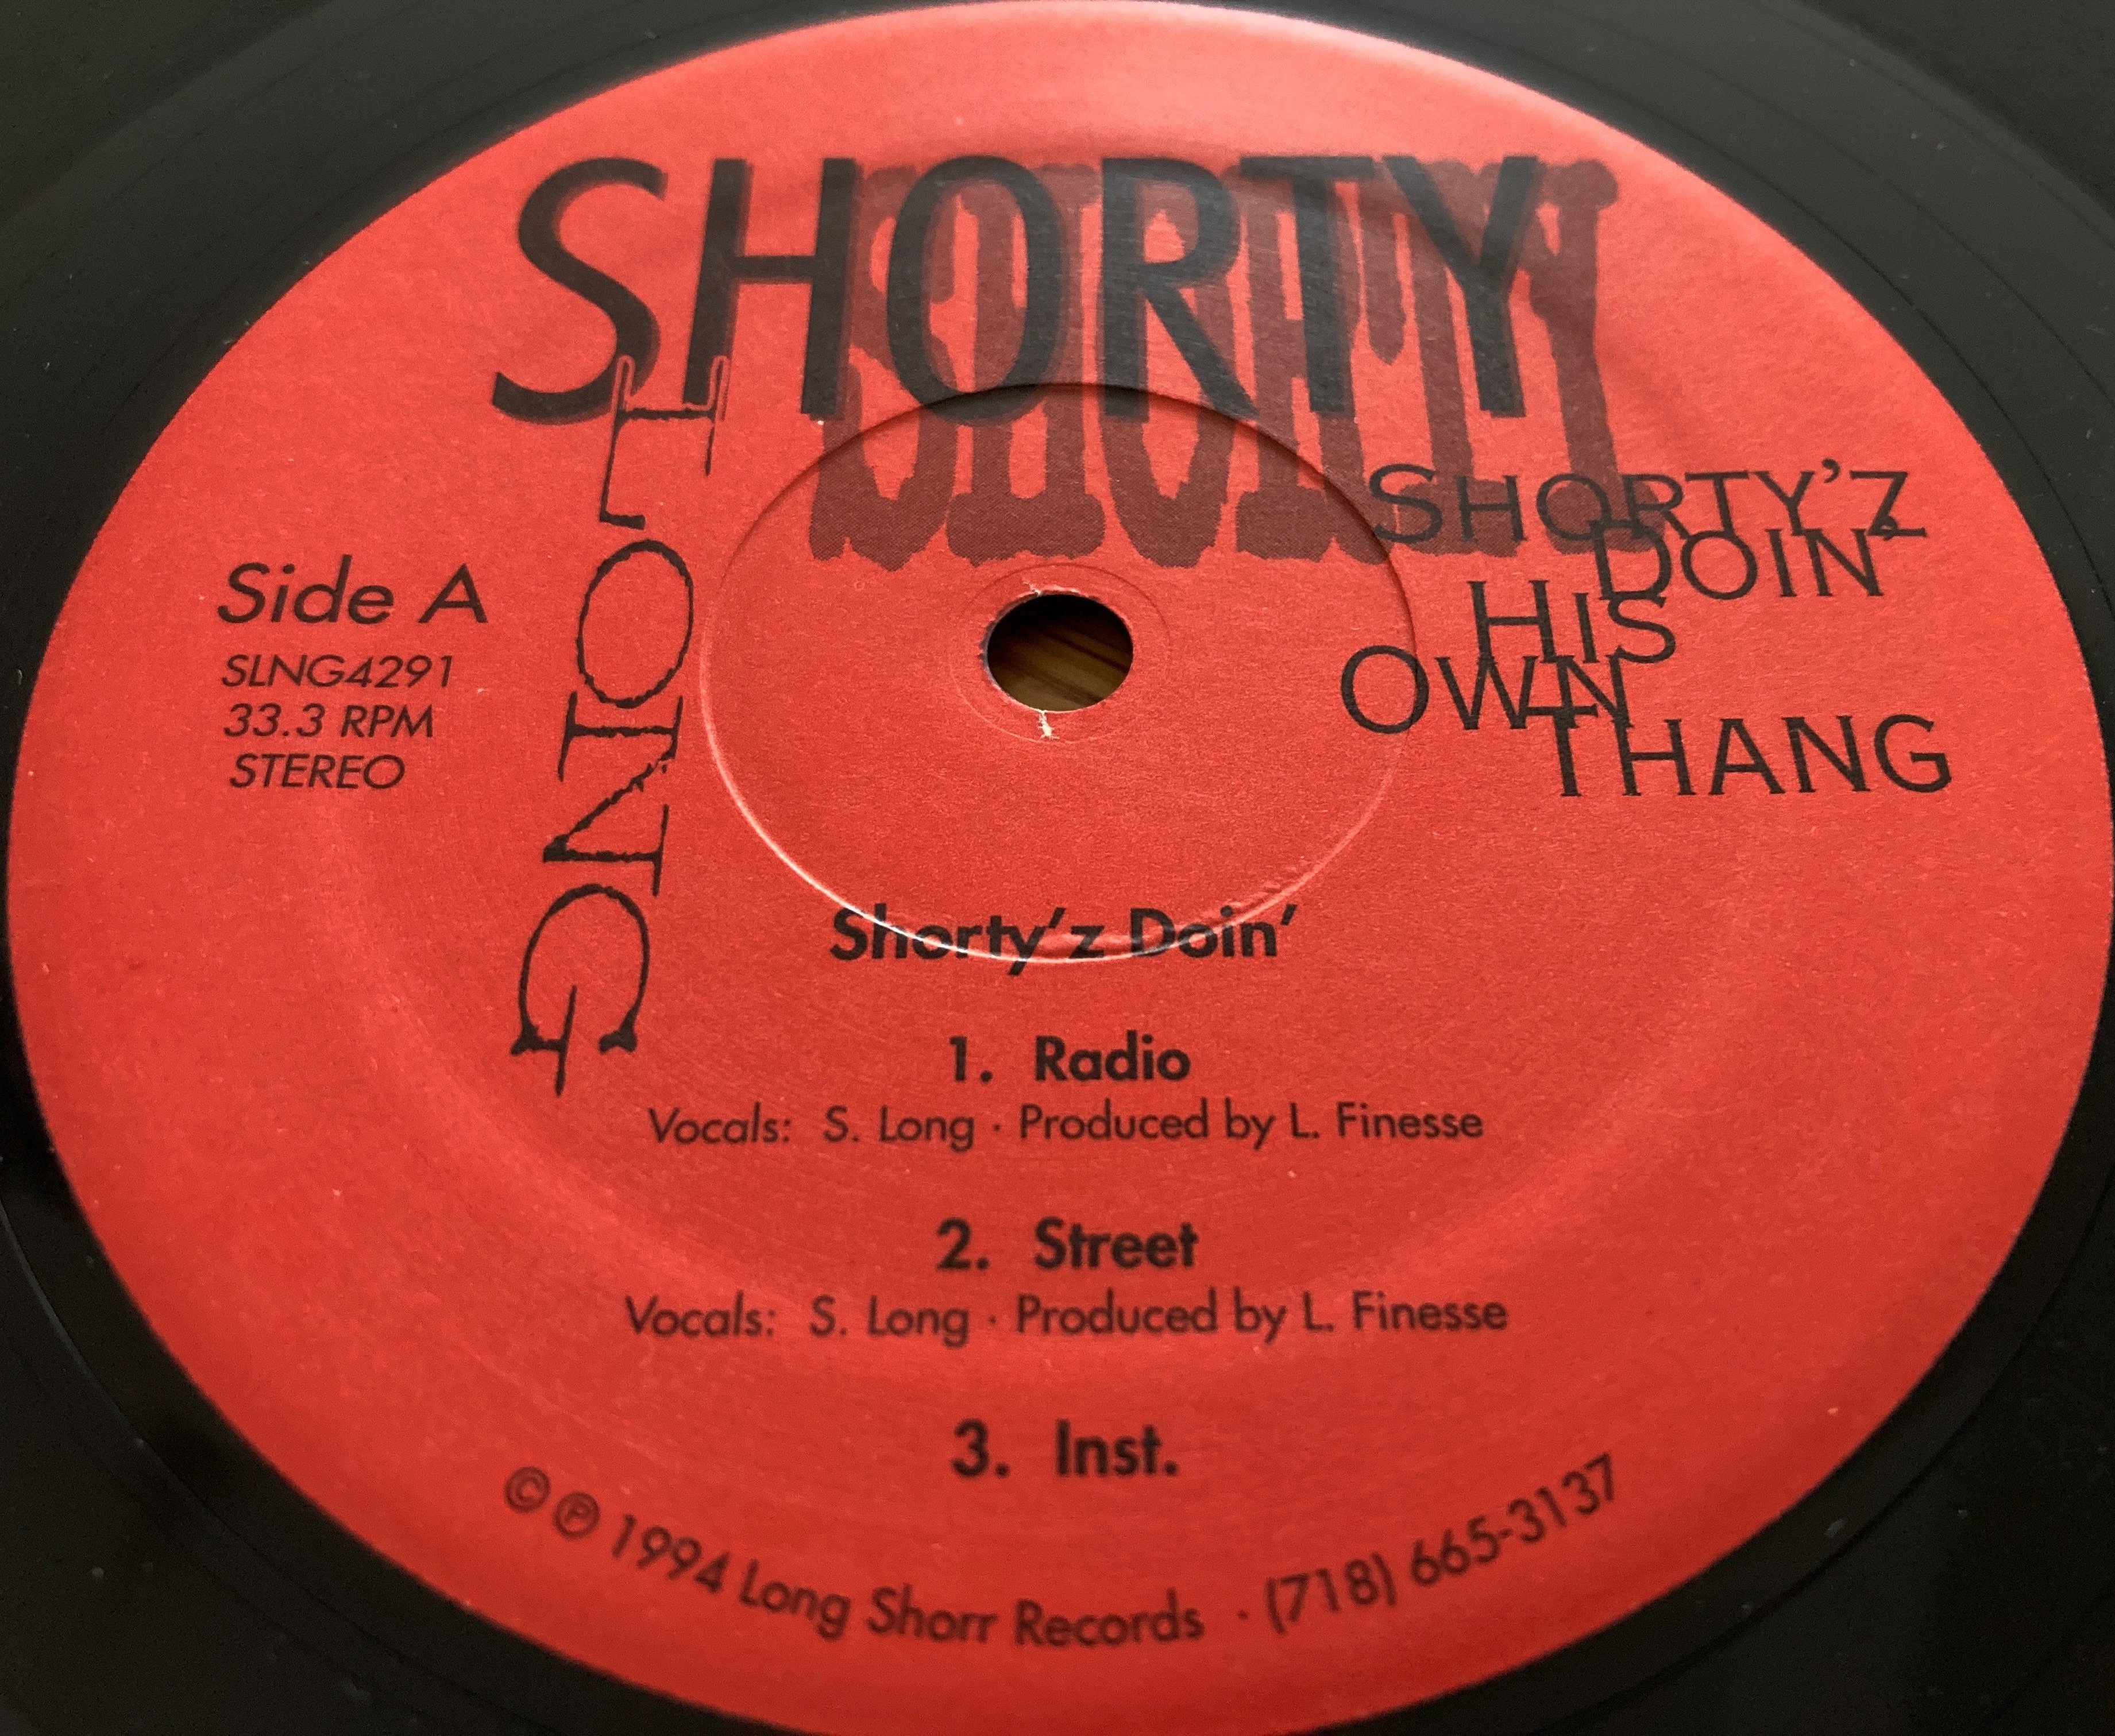 SHORTY
SHORTY
LONG
SHORTY'Z
DOIN'
HIS
OWN
THANG
Side A
SLNG4291
33.3 RPM
STEREO
Shorty'z Doin'
1. Radio
Vocals: S. Long · Produced by L. Finesse
2. Street
Vocals: S. Long · Produced by L. Finesse
3. Inst.
© ℗ 1994 Long Shorr Records · (718) 665-3137